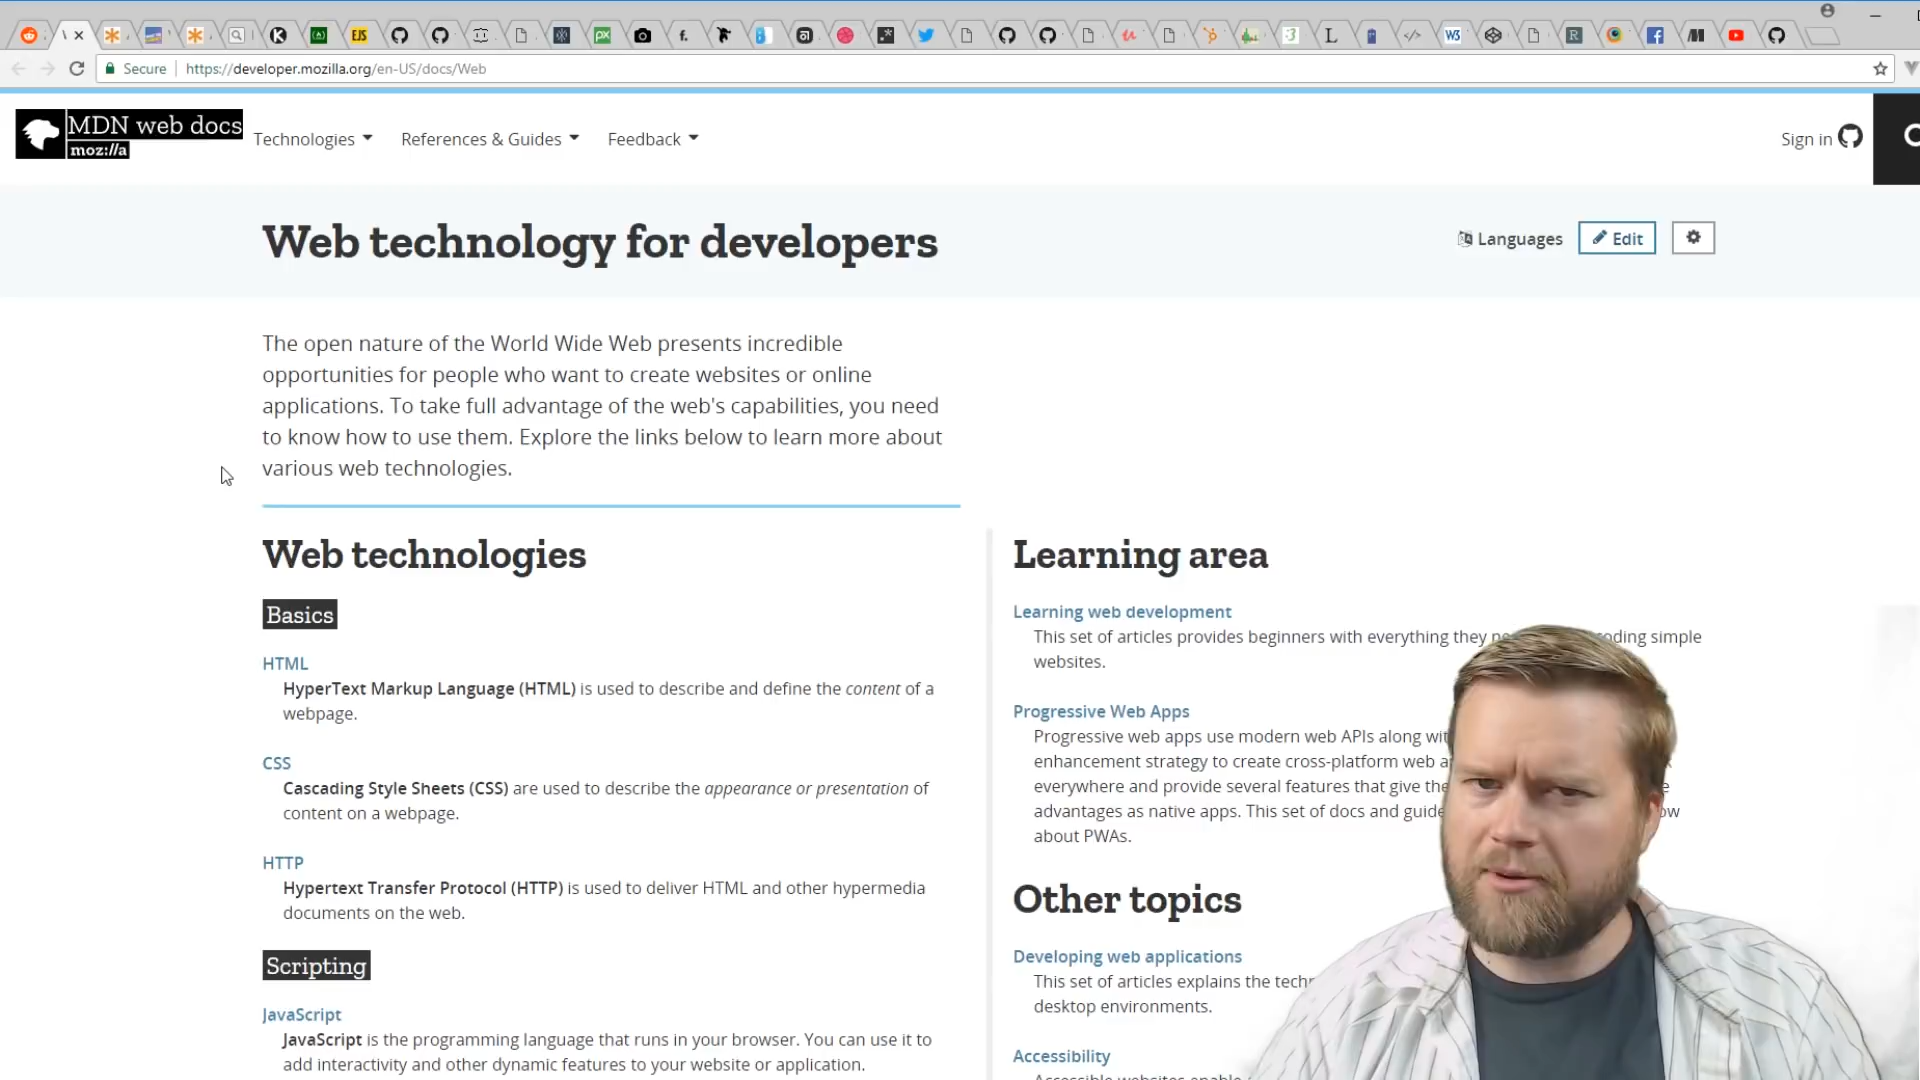 EJS
px
f.
L
</>
W3
R
Secure
https://developer.mozilla.org/en-US/docs/Web
MDN web docs
moz://a
Technologies
References & Guides
Feedback
Sign in
Web technology for developers
Languages
Edit
The open nature of the World Wide Web presents incredible
opportunities for people who want to create websites or online
applications. To take full advantage of the web's capabilities, you need
to know how to use them. Explore the links below to learn more about
various web technologies.
Web technologies
Basics
HTML
HyperText Markup Language (HTML) is used to describe and define the content of a
webpage.
CSS
Cascading Style Sheets (CSS) are used to describe the appearance or presentation of
content on a webpage.
HTTP
Hypertext Transfer Protocol (HTTP) is used to deliver HTML and other hypermedia
documents on the web.
Scripting
JavaScript
JavaScript is the programming language that runs in your browser. You can use it to
add interactivity and other dynamic features to your website or application.
Learning area
Learning web development
This set of articles provides beginners with everything they simple
websites.
Progressive Web Apps
Progressive web apps use modern web APIs along
enhancement strategy to create cross-platform web
everywhere and provide several features that give
advantages as native apps. This set of docs and
about PWAs.
Other topics
Developing web applications
This set of articles explains the
desktop environments.
Accessibility
Accessible websites